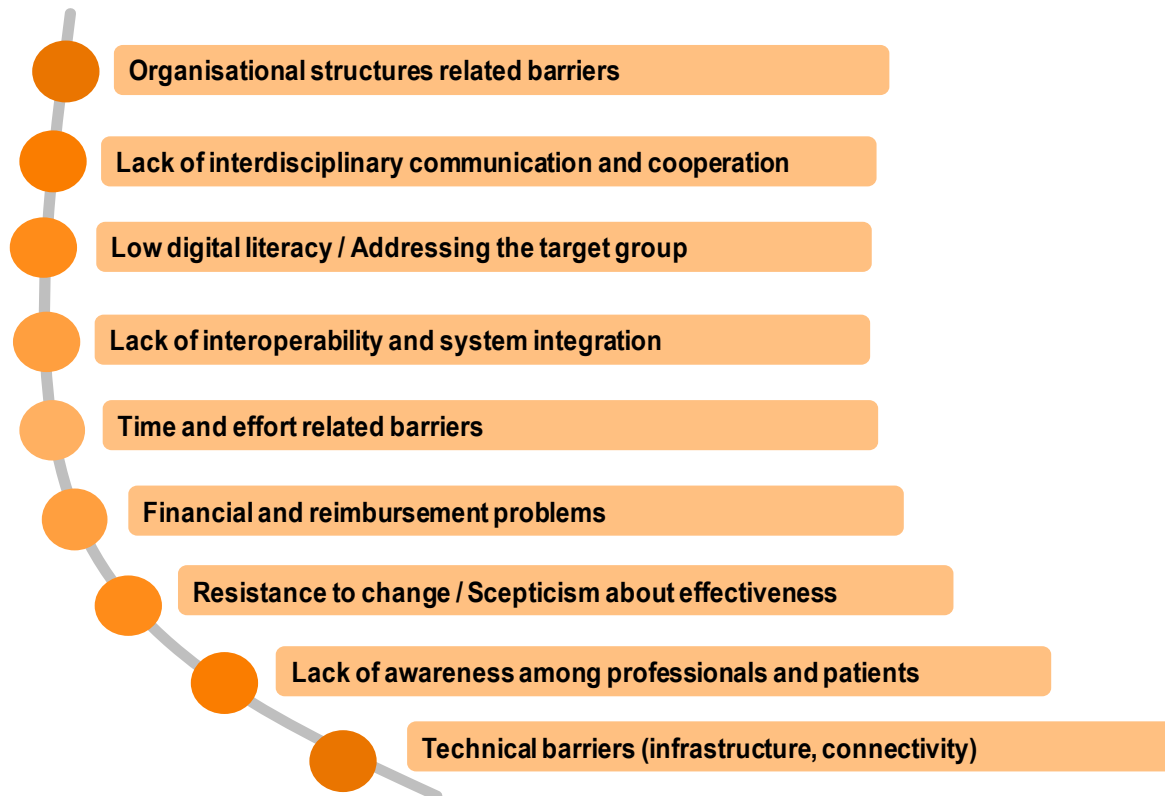 Organisational structures related barriers
Lack of interdisciplinary communication and cooperation
Low digital literacy / Addressing the target group
Lack of interoperability and system integration
Time and effort related barriers
Financial and reimbursement problems
Resistance to change / Scepticism about effectiveness
Lack of awareness among professionals and patients
Technical barriers (infrastructure, connectivity)